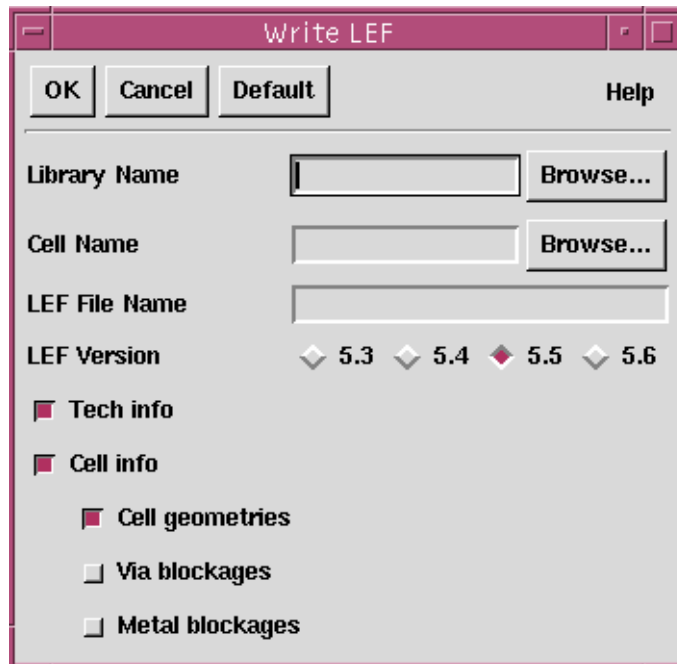 Write LEF
OK Cancel Default Help
Library Name Browse...
Cell Name Browse...
LEF File Name
LEF Version 5.3 5.4 5.5 5.6
Tech info
Cell info
Cell geometries
Via blockages
Metal blockages